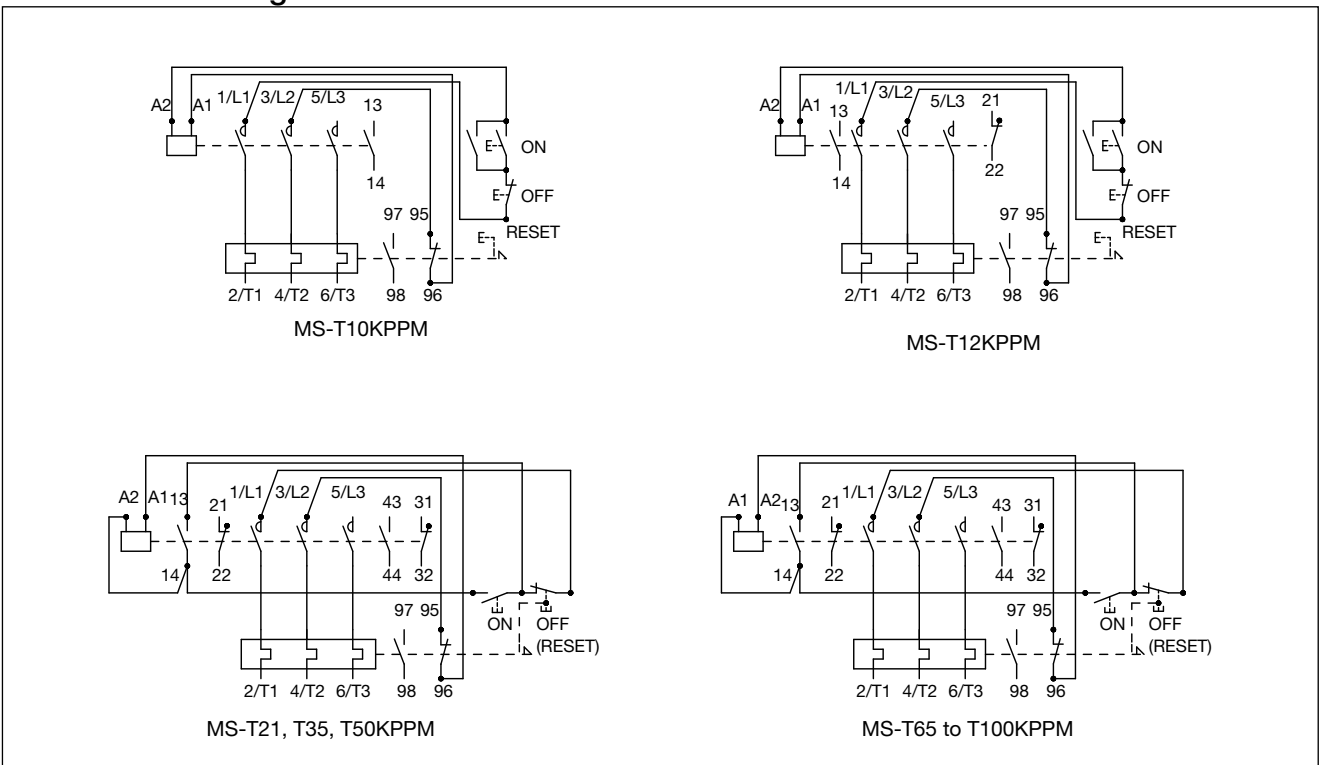 A2 A1 1/L1 3/L2 5/L3 13
14
97 95
ON
OFF
RESET
2/T1 4/T2 6/T3 98 96
MS-T10KPPM
A2 A1 13 1/L1 3/L2 5/L3 21
14 22
97 95
ON
OFF
RESET
2/T1 4/T2 6/T3 98 96
MS-T12KPPM
A2 A1 13 21 1/L1 3/L2 5/L3 43 31
14 22 44 32
97 95
ON OFF
(RESET)
2/T1 4/T2 6/T3 98 96
MS-T21, T35, T50KPPM
A1 A2 13 21 1/L1 3/L2 5/L3 43 31
14 22 44 32
97 95
ON OFF
(RESET)
2/T1 4/T2 6/T3 98 96
MS-T65 to T100KPPM